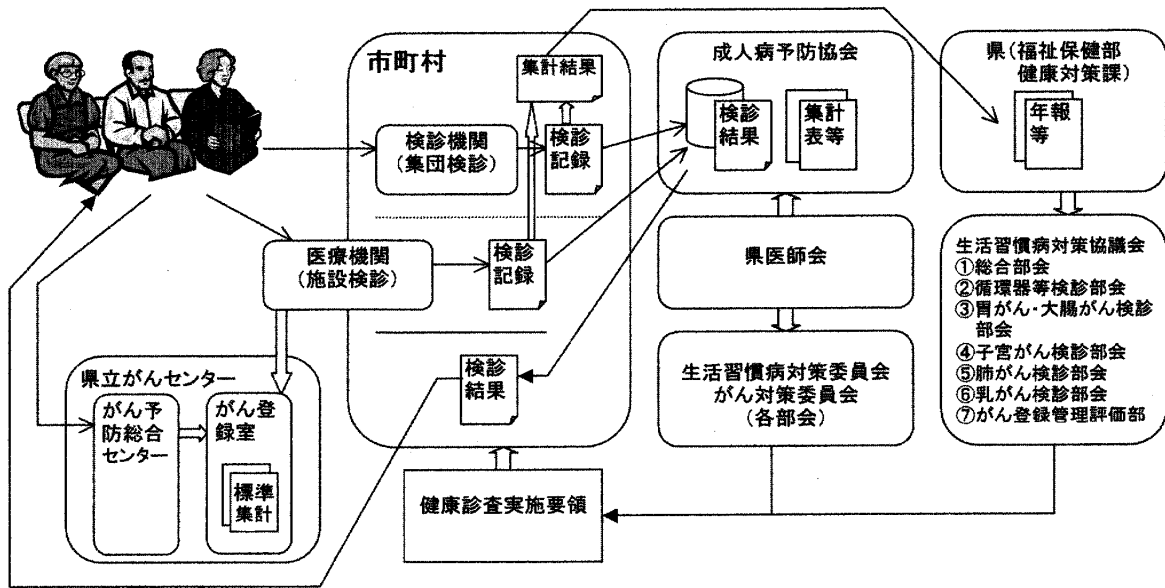 市町村
集計結果
検診機関
(集団検診)
検診
記録
医療機関
(施設検診)
検診
記録
検診
結果
成人病予防協会
検診
結果
集計
表等
県(福祉保健部
健康対策課)
年報
等
県医師会
生活習慣病対策委員会
がん対策委員会
(各部会)
生活習慣病対策協議会
①総合部会
②循環器等検診部会
③胃がん・大腸がん検診
部会
④子宮がん検診部会
⑤肺がん検診部会
⑥乳がん検診部会
⑦がん登録管理評価部
県立がんセンター
がん予
防総合
センター
がん登
録室
標準
集計
健康診査実施要領